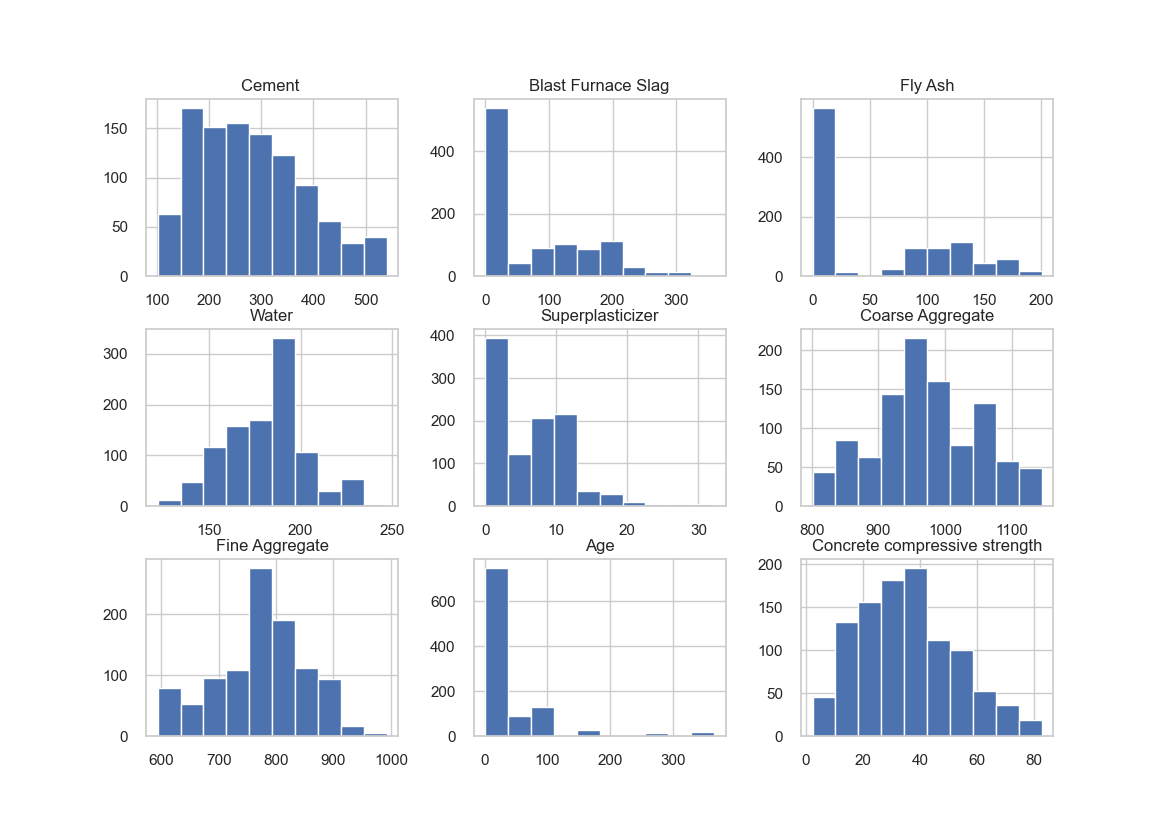 Cement
Blast Furnace Slag
Fly Ash
150
100
50
0
400
200
0
400
200
0
100 200 300 400 500
0 100 200 300
0 50 100 150 200
Water
Superplasticizer
Coarse Aggregate
300
200
100
0
400
300
200
100
0
200
150
100
50
0
150 200 250
0 10 20 30
800 900 1000 1100
Fine Aggregate
Age
Concrete compressive strength
200
100
0
600
400
200
0
200
150
100
50
0
600 700 800 900 1000
0 100 200 300
0 20 40 60 80